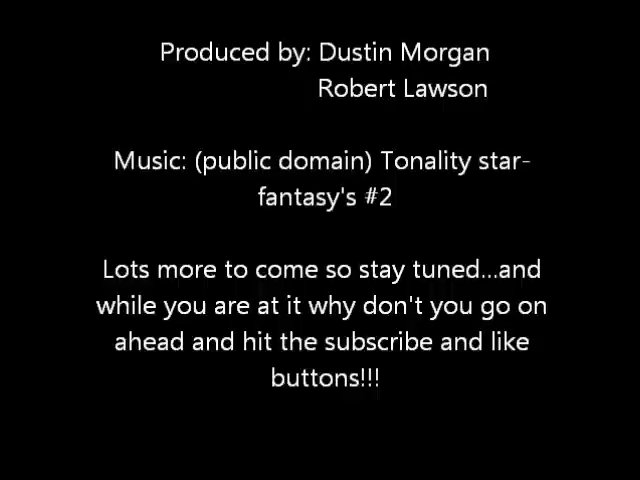 Produced by: Dustin Morgan
Robert Lawson
Music: (public domain) Tonality star-
fantasy's #2
Lots more to come so stay tuned...and
while you are at it why don't you go on
ahead and hit the subscribe and like
buttons!!!